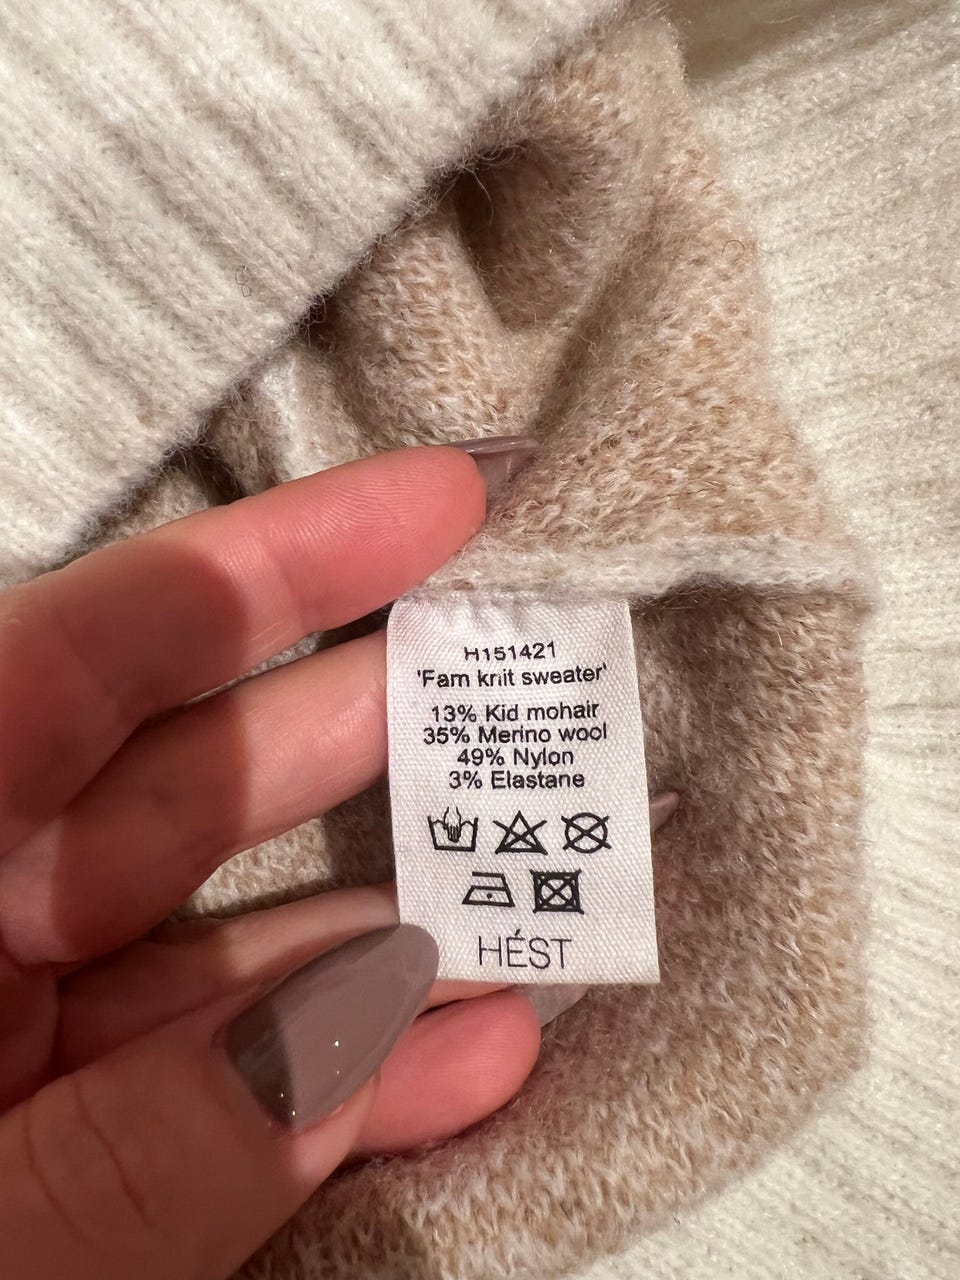 H151421
'Fam knit sweater'
13% Kid mohair
35% Merino wool
49% Nylon
3% Elastane
HÉST